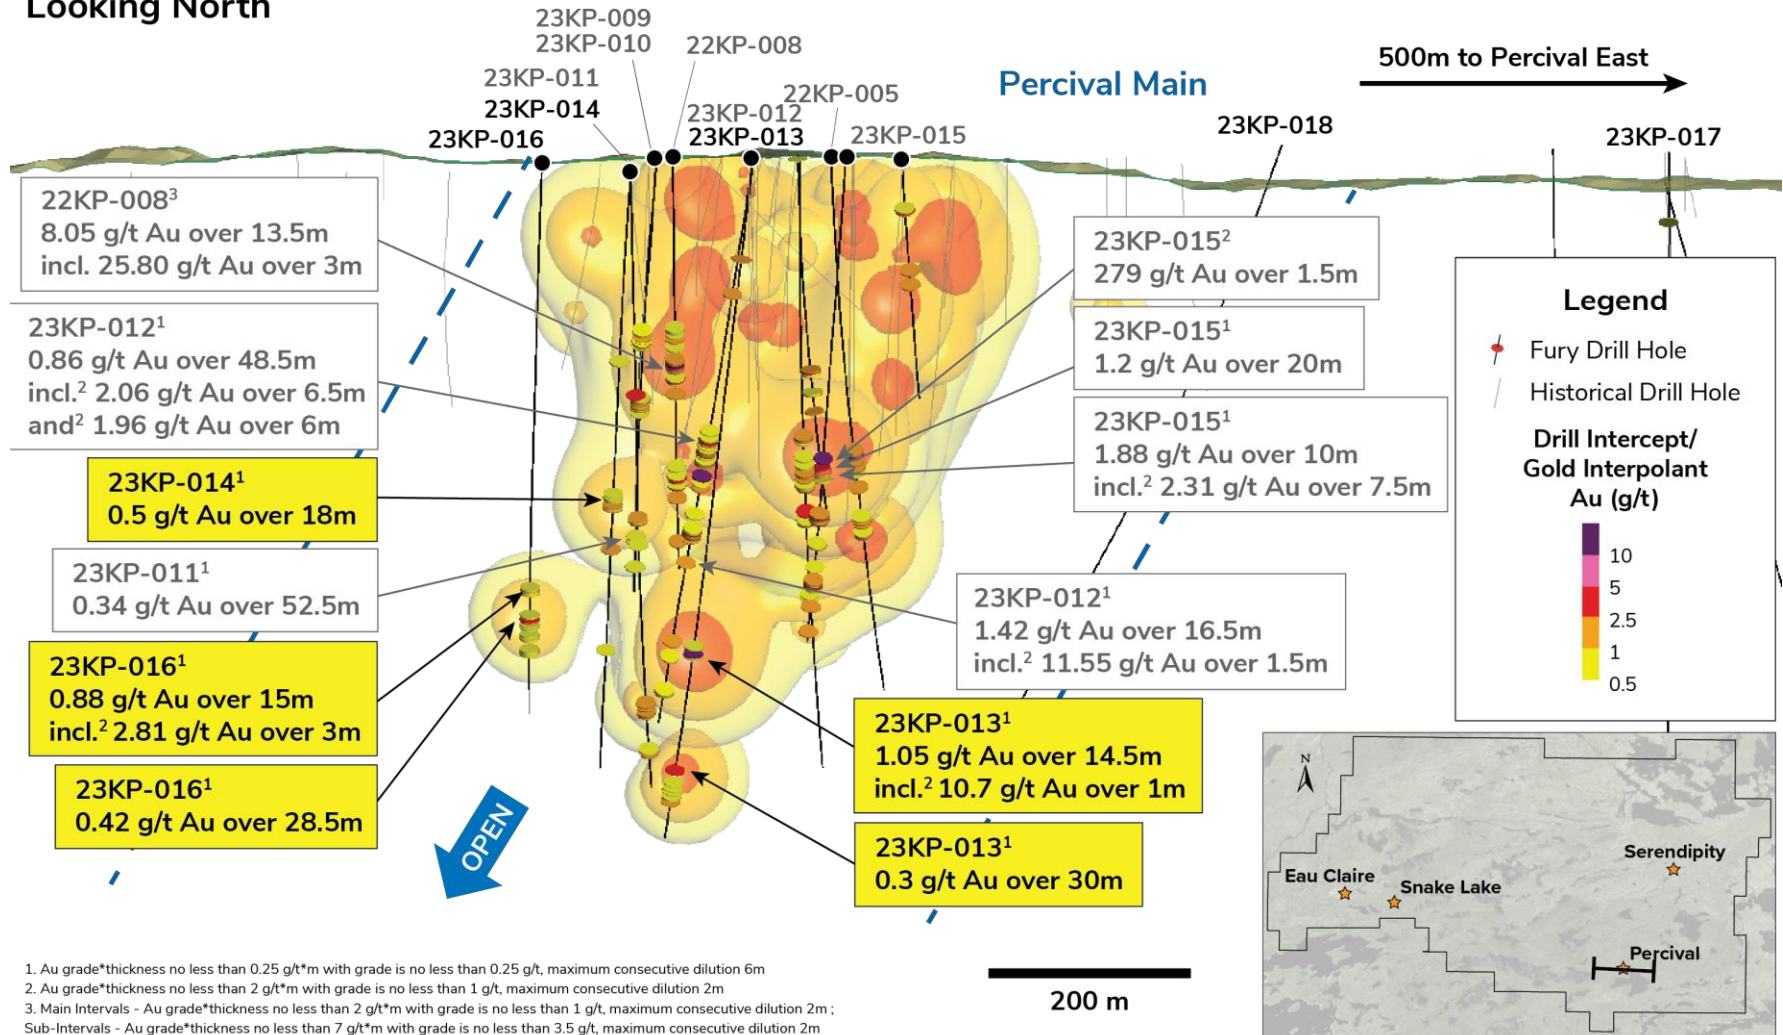 Looking North
23KP-009
23KP-010
22KP-008
23KP-011
23KP-014
23KP-016
23KP-012
23KP-013
22KP-005
23KP-015
Percival Main
500m to Percival East
23KP-018
23KP-017
22KP-008³
8.05 g/t Au over 13.5m
incl. 25.80 g/t Au over 3m
23KP-012¹
0.86 g/t Au over 48.5m
incl.² 2.06 g/t Au over 6.5m
and² 1.96 g/t Au over 6m
23KP-014¹
0.5 g/t Au over 18m
23KP-011¹
0.34 g/t Au over 52.5m
23KP-016¹
0.88 g/t Au over 15m
incl.² 2.81 g/t Au over 3m
23KP-016¹
0.42 g/t Au over 28.5m
OPEN
23KP-015²
279 g/t Au over 1.5m
23KP-015¹
1.2 g/t Au over 20m
23KP-015¹
1.88 g/t Au over 10m
incl.² 2.31 g/t Au over 7.5m
23KP-012¹
1.42 g/t Au over 16.5m
incl.² 11.55 g/t Au over 1.5m
23KP-013¹
1.05 g/t Au over 14.5m
incl.² 10.7 g/t Au over 1m
23KP-013¹
0.3 g/t Au over 30m
Legend
Fury Drill Hole
Historical Drill Hole
Drill Intercept/
Gold Interpolant
Au (g/t)
10
5
2.5
1
0.5
N
Serendipity
Eau Claire
Snake Lake
Percival
200 m
1. Au grade*thickness no less than 0.25 g/t*m with grade is no less than 0.25 g/t, maximum consecutive dilution 6m
2. Au grade*thickness no less than 2 g/t*m with grade is no less than 1 g/t, maximum consecutive dilution 2m
3. Main Intervals - Au grade*thickness no less than 2 g/t*m with grade is no less than 1 g/t, maximum consecutive dilution 2m ;
Sub-Intervals - Au grade*thickness no less than 7 g/t*m with grade is no less than 3.5 g/t, maximum consecutive dilution 2m